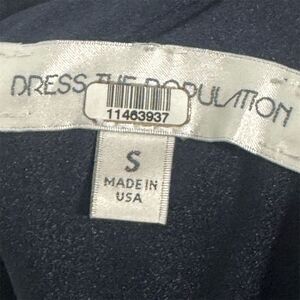 DRESS THE POPULATION
11463937
S
MADE IN
USA